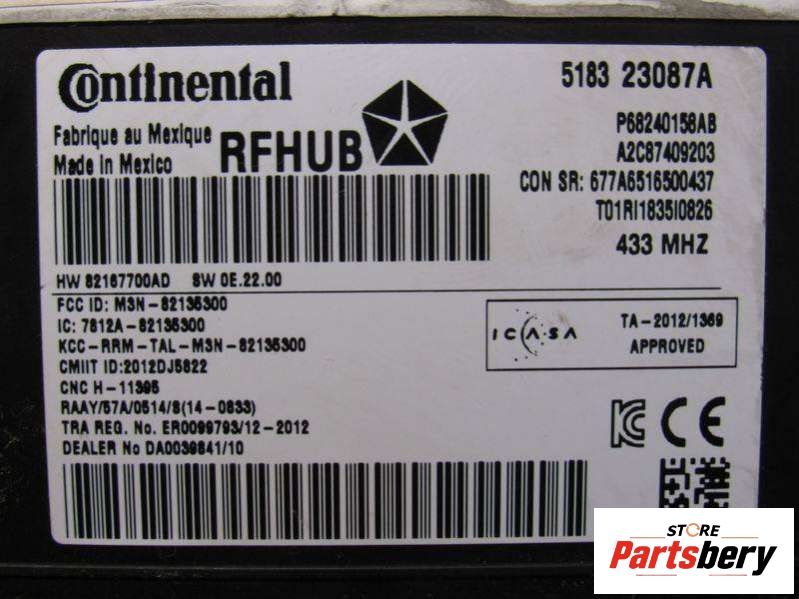 Continental
5183 23087A
Fabrique au Mexique
Made in Mexico
RFHUB
P68240158AB
A2C87409203
CON SR: 677A6516500437
T01RI1835I0826
433 MHZ
HW 82167700AD SW 0E.22.00
FCC ID: M3N-82135300
IC: 7812A-82135300
KCC-RRM-TAL-M3N-82135300
CMIIT ID:2012DJ5822
CNC H-11395
RAAY/57A/0514/8(14-0833)
TRA REG. No. ER0099793/12-2012
DEALER No DA0039841/10
ICASA
TA-2012/1369
APPROVED
KC CE
STORE
Partsbery